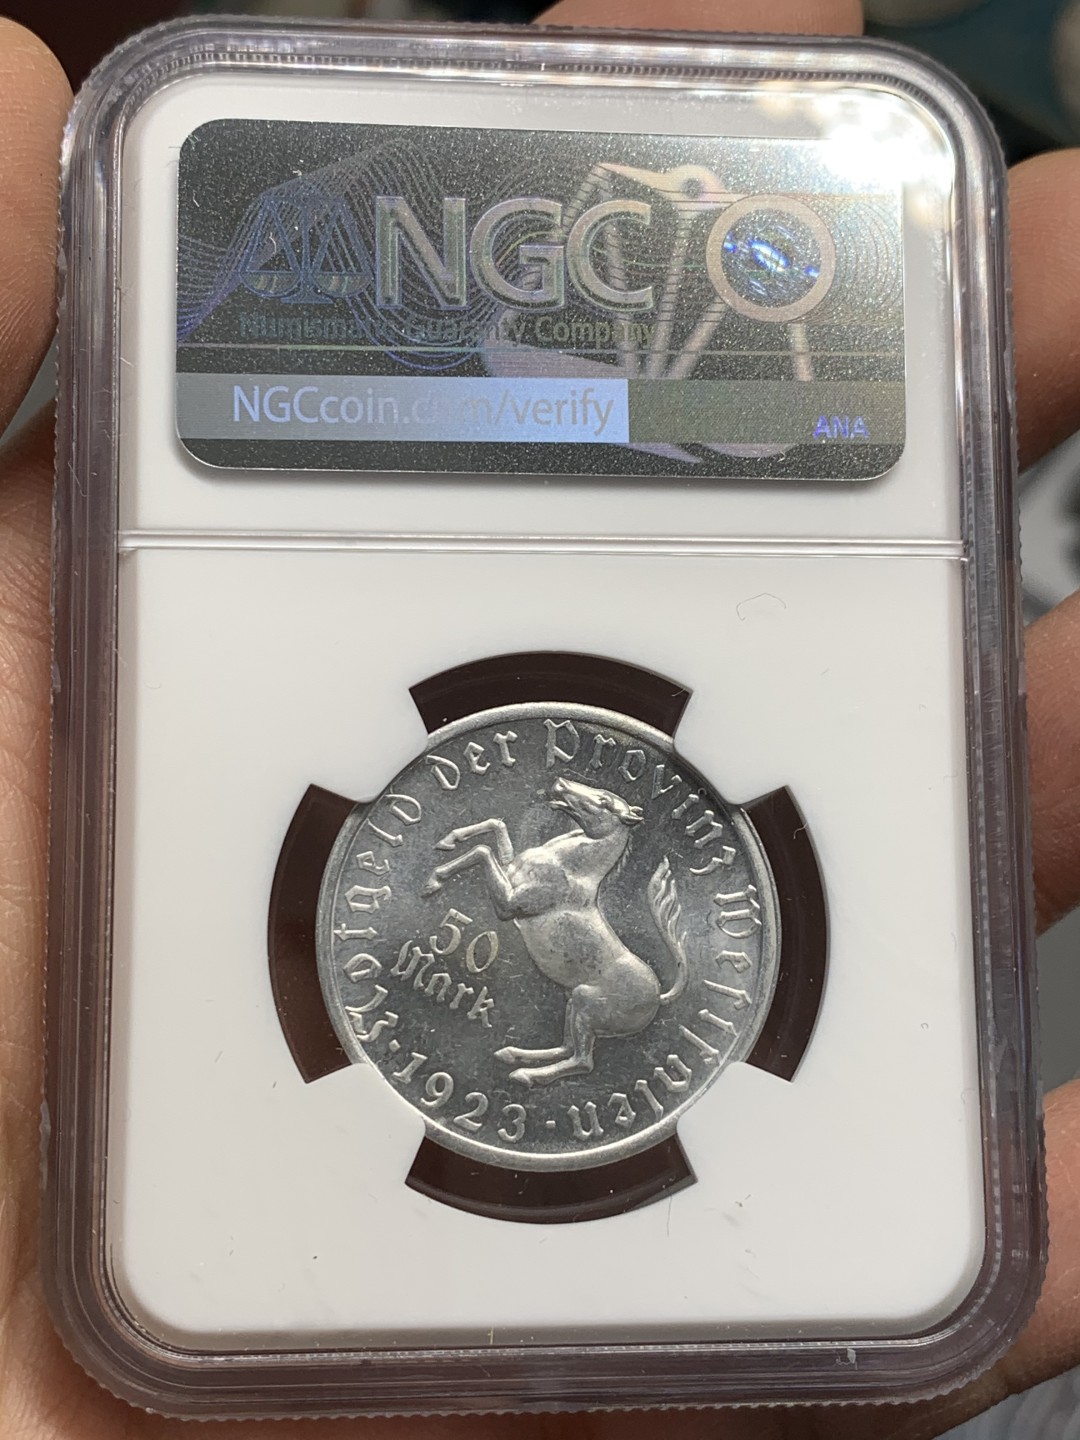 NGC
Numismatic Guaranty Company
NGCcoin.com/verify
ANA
Notgeld der Provinz Westfalen · 1923 ·
50
Mark